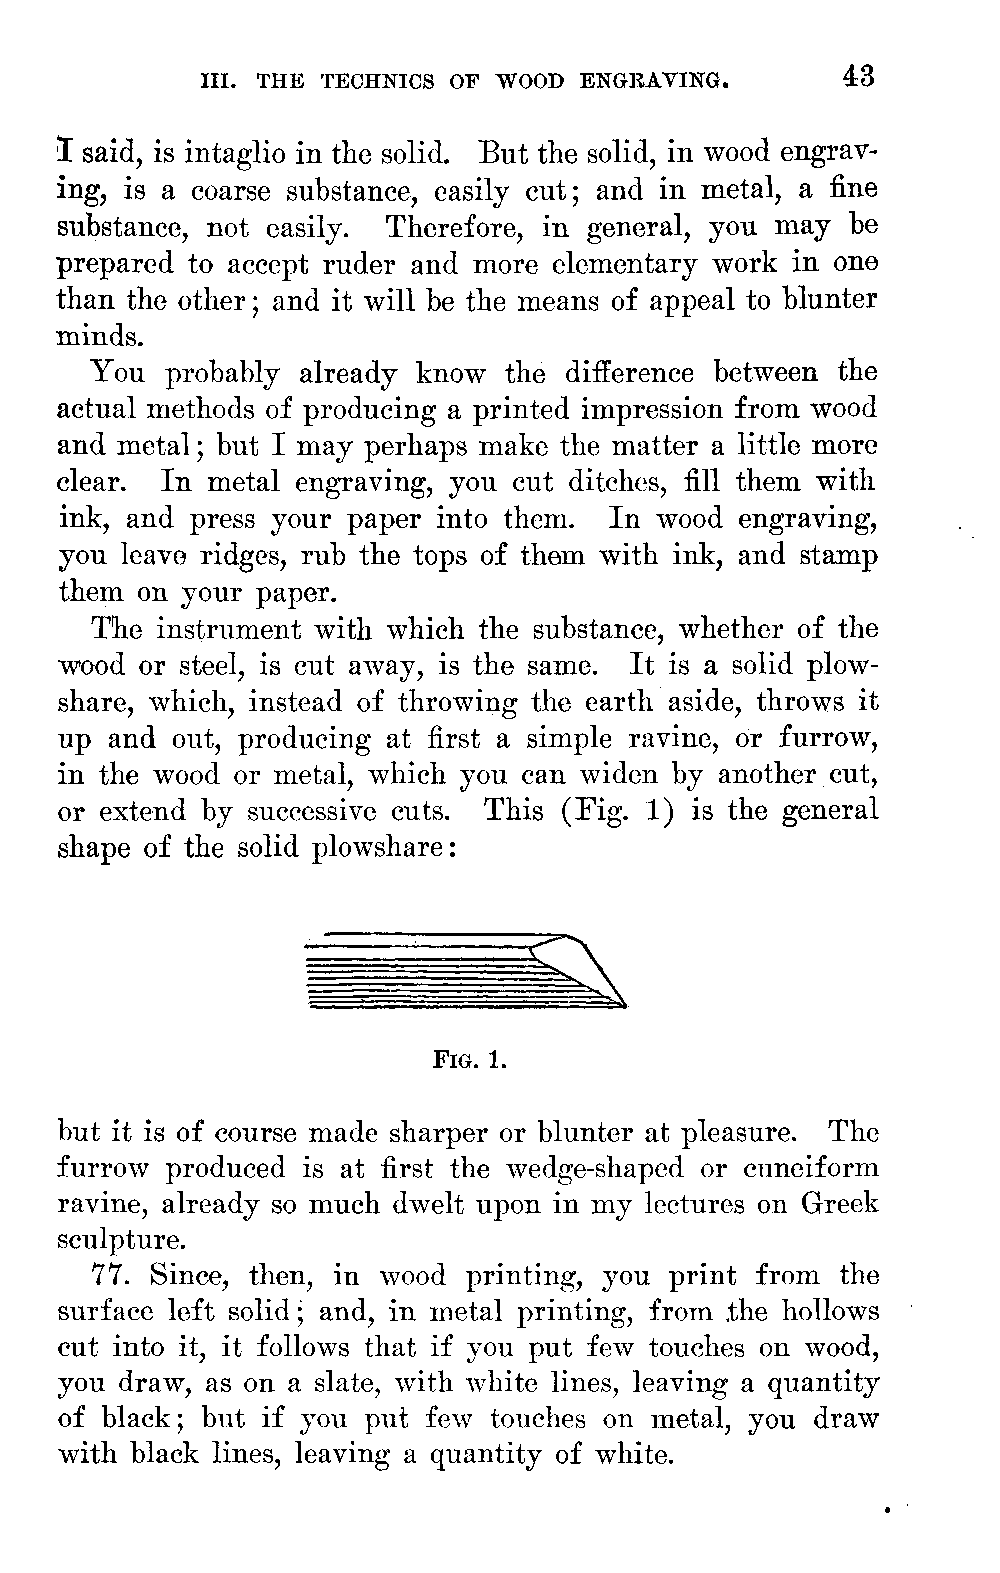 III. THE TECHNICS OF WOOD ENGRAVING. 43
I said, is intaglio in the solid. But the solid, in wood engrav-
ing, is a coarse substance, easily cut; and in metal, a fine
substance, not easily. Therefore, in general, you may be
prepared to accept ruder and more elementary work in one
than the other; and it will be the means of appeal to blunter
minds.
You probably already know the difference between the
actual methods of producing a printed impression from wood
and metal; but I may perhaps make the matter a little more
clear. In metal engraving, you cut ditches, fill them with
ink, and press your paper into them. In wood engraving,
you leave ridges, rub the tops of them with ink, and stamp
them on your paper.
The instrument with which the substance, whether of the
wood or steel, is cut away, is the same. It is a solid plow-
share, which, instead of throwing the earth aside, throws it
up and out, producing at first a simple ravine, or furrow,
in the wood or metal, which you can widen by another cut,
or extend by successive cuts. This (Fig. 1) is the general
shape of the solid plowshare:
FIG. 1.
but it is of course made sharper or blunter at pleasure. The
furrow produced is at first the wedge-shaped or cuneiform
ravine, already so much dwelt upon in my lectures on Greek
sculpture.
77. Since, then, in wood printing, you print from the
surface left solid; and, in metal printing, from the hollows
cut into it, it follows that if you put few touches on wood,
you draw, as on a slate, with white lines, leaving a quantity
of black; but if you put few touches on metal, you draw
with black lines, leaving a quantity of white.